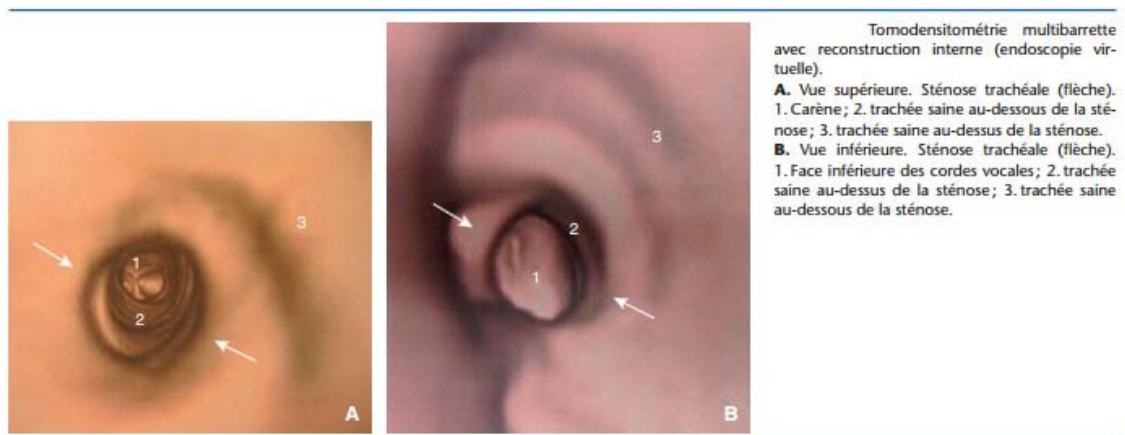 Tomodensitométrie multibarrette
avec reconstruction interne (endoscopie vir-
tuelle).
A. Vue supérieure. Sténose trachéale (flèche).
1. Carène; 2. trachée saine au-dessous de la sté-
nose; 3. trachée saine au-dessus de la sténose.
B. Vue inférieure. Sténose trachéale (flèche).
1. Face inférieure des cordes vocales; 2. trachée
saine au-dessus de la sténose; 3. trachée saine
au-dessous de la sténose.
3
1
2
A
3
2
1
B